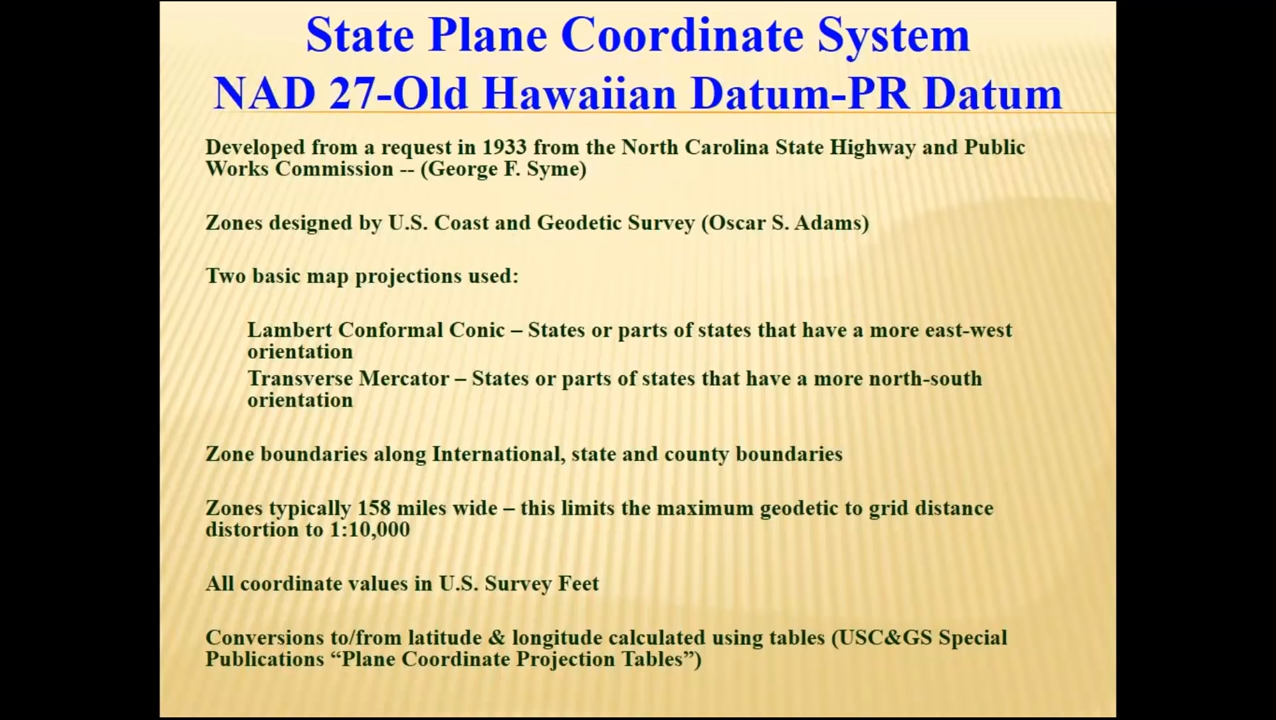 State Plane Coordinate System
NAD 27-Old Hawaiian Datum-PR Datum
Developed from a request in 1933 from the North Carolina State Highway and Public
Works Commission -- (George F. Syme)
Zones designed by U.S. Coast and Geodetic Survey (Oscar S. Adams)
Two basic map projections used:
Lambert Conformal Conic – States or parts of states that have a more east-west
orientation
Transverse Mercator – States or parts of states that have a more north-south
orientation
Zone boundaries along International, state and county boundaries
Zones typically 158 miles wide – this limits the maximum geodetic to grid distance
distortion to 1:10,000
All coordinate values in U.S. Survey Feet
Conversions to/from latitude & longitude calculated using tables (USC&GS Special
Publications “Plane Coordinate Projection Tables”)